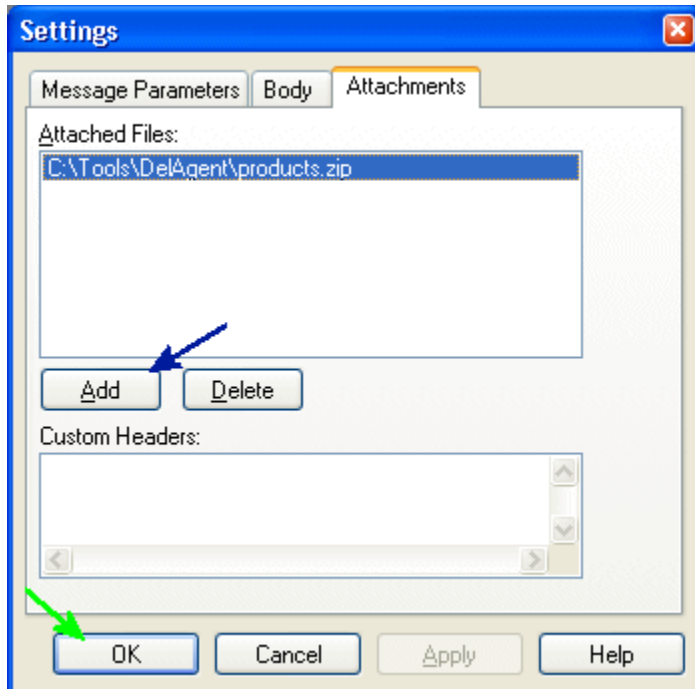 Settings
Message Parameters Body Attachments
Attached Files:
C:\Tools\DelAgent\products.zip
Add Delete
Custom Headers:
OK Cancel Apply Help